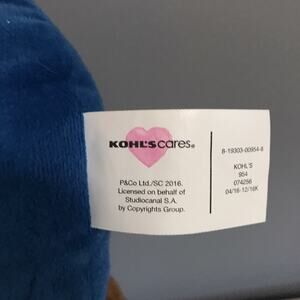 KOHL'S cares®
P&Co Ltd./SC 2016.
Licensed on behalf of
Studiocanal S.A.
by Copyrights Group.
8-19303-00954-8
KOHL'S
954
074256
04/16-12/16K